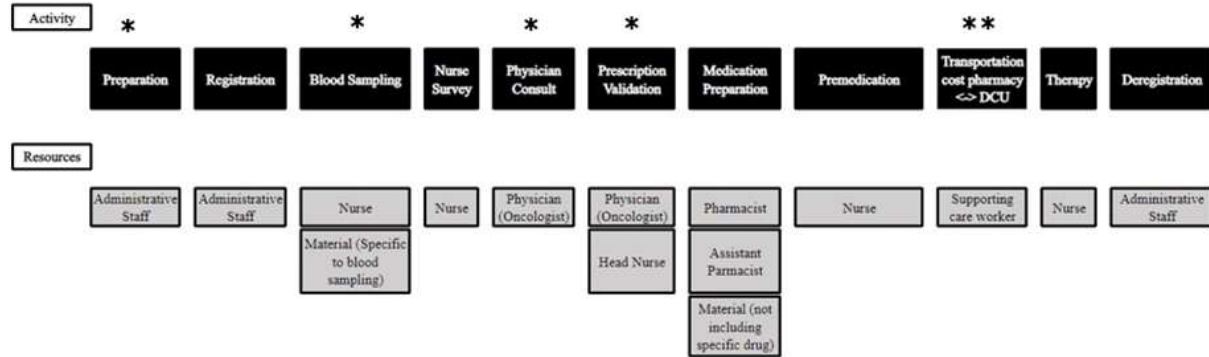 Activity
* * * * **
Preparation Registration Blood Sampling Nurse Survey Physician Consult Prescription Validation Medication Preparation Premedication Transportation cost pharmacy <-> DCU Therapy Deregistration
Resources
Administrative Staff Administrative Staff Nurse Nurse Physician (Oncologist) Physician (Oncologist) Pharmacist Nurse Supporting care worker Nurse Administrative Staff
Material (Specific to blood sampling) Head Nurse Assistant Parmacist
Material (not including specific drug)